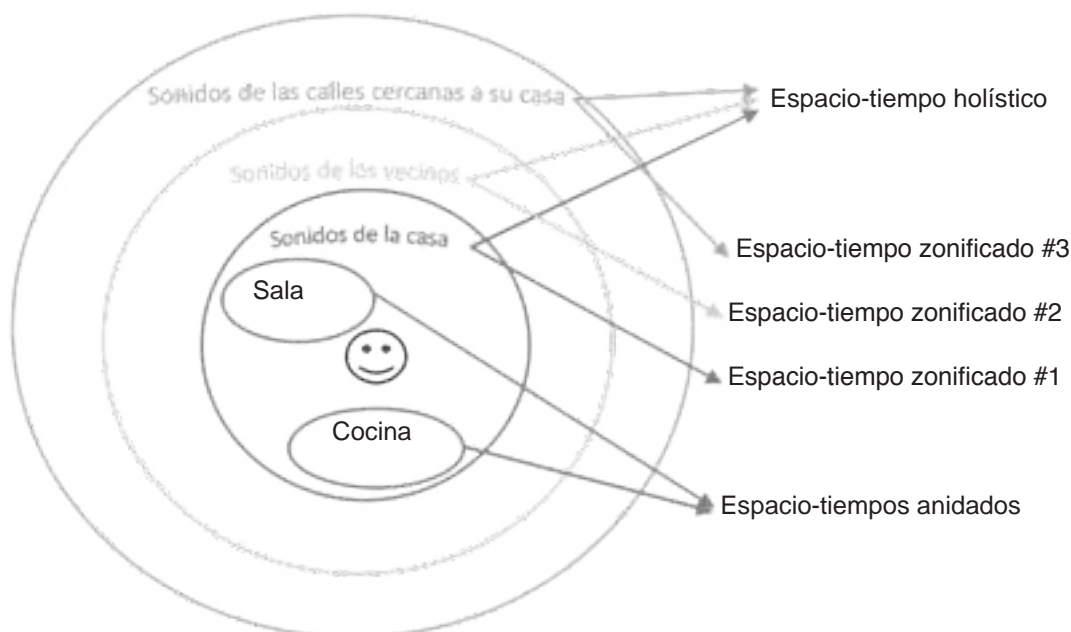 Sonidos de las calles cercanas a su casa
Espacio-tiempo holístico
Sonidos de los vecinos
Sonidos de la casa
Espacio-tiempo zonificado #3
Sala
Espacio-tiempo zonificado #2
Espacio-tiempo zonificado #1
Cocina
Espacio-tiempos anidados